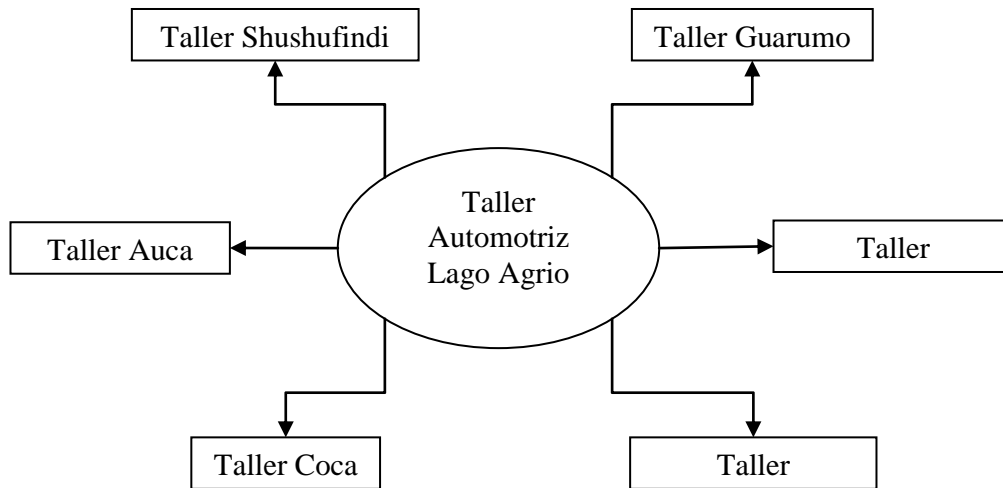 Taller Shushufindi
Taller Guarumo
Taller
Automotriz
Lago Agrio
Taller Auca
Taller
Taller Coca
Taller